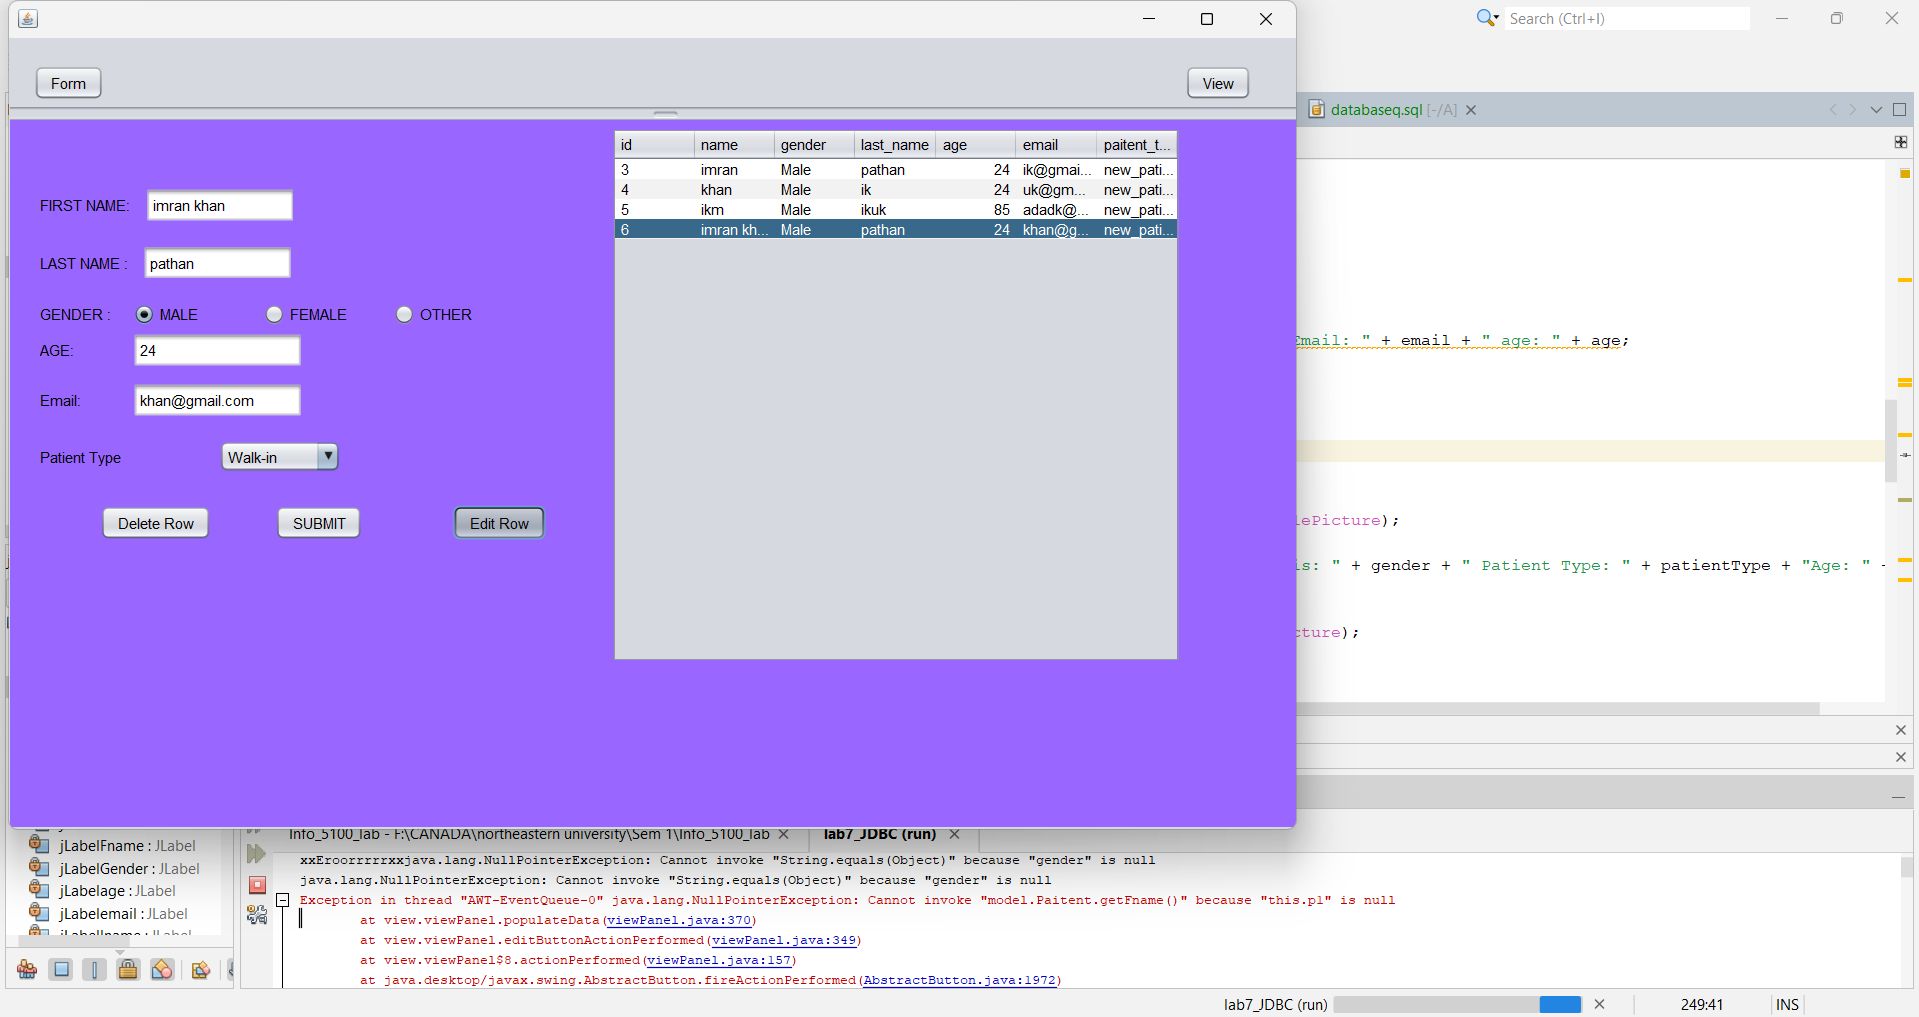 Search (Ctrl+I)
Form
View
databaseq.sql [-/A]
id name gender last_name age email paitent_t...
3 imran Male pathan 24 ik@gmai... new_pati...
4 khan Male ik 24 uk@gm... new_pati...
5 ikm Male ikuk 85 adadk@... new_pati...
6 imran kh... Male pathan 24 khan@g... new_pati...
FIRST NAME: imran khan
LAST NAME : pathan
GENDER : MALE FEMALE OTHER
AGE: 24
Email: khan@gmail.com
Patient Type Walk-in
Delete Row SUBMIT Edit Row
Email: " + email + " age: " + age;
lePicture);
is: " + gender + " Patient Type: " + patientType + "Age: " +
cture);
Info_5100_lab - F:\CANADA\northeastern university\Sem 1\Info_5100_lab
lab7_JDBC (run)
jLabelFname : JLabel
jLabelGender : JLabel
jLabelage : JLabel
jLabelemail : JLabel
xxEroorrrrrxxjava.lang.NullPointerException: Cannot invoke "String.equals(Object)" because "gender" is null
java.lang.NullPointerException: Cannot invoke "String.equals(Object)" because "gender" is null
Exception in thread "AWT-EventQueue-0" java.lang.NullPointerException: Cannot invoke "model.Paitent.getFname()" because "this.p1" is null
at view.viewPanel.populateData(viewPanel.java:370)
at view.viewPanel.editButtonActionPerformed(viewPanel.java:349)
at view.viewPanel$8.actionPerformed(viewPanel.java:157)
at java.desktop/javax.swing.AbstractButton.fireActionPerformed(AbstractButton.java:1972)
lab7_JDBC (run)
249:41
INS